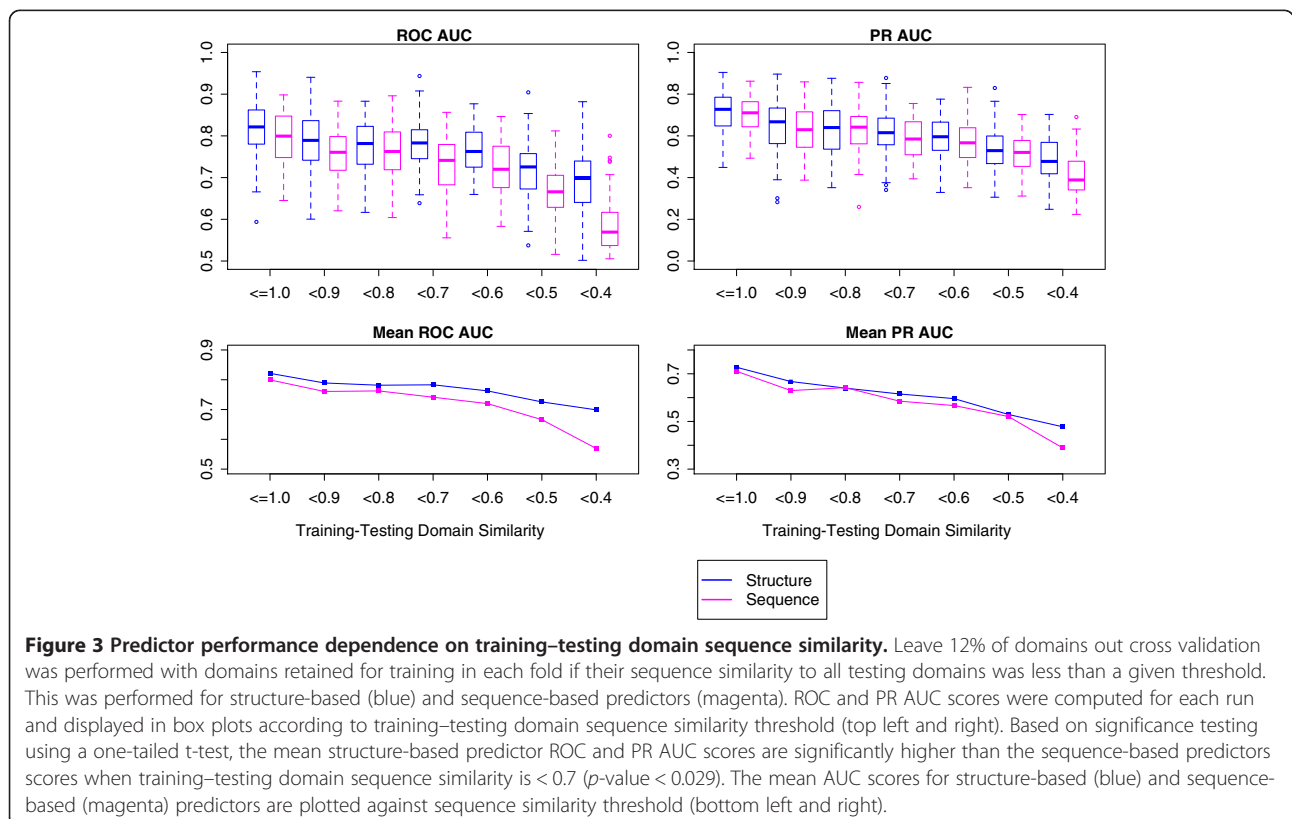 ROC AUC
PR AUC
1.0
0.9
0.8
0.7
0.6
0.5
<=1.0 <0.9 <0.8 <0.7 <0.6 <0.5 <0.4
1.0
0.8
0.6
0.4
0.2
0.0
<=1.0 <0.9 <0.8 <0.7 <0.6 <0.5 <0.4
Mean ROC AUC
Mean PR AUC
0.9
0.7
0.5
<=1.0 <0.9 <0.8 <0.7 <0.6 <0.5 <0.4
Training-Testing Domain Similarity
0.7
0.5
0.3
<=1.0 <0.9 <0.8 <0.7 <0.6 <0.5 <0.4
Training-Testing Domain Similarity
Structure
Sequence
Figure 3 Predictor performance dependence on training–testing domain sequence similarity. Leave 12% of domains out cross validation
was performed with domains retained for training in each fold if their sequence similarity to all testing domains was less than a given threshold.
This was performed for structure-based (blue) and sequence-based predictors (magenta). ROC and PR AUC scores were computed for each run
and displayed in box plots according to training–testing domain sequence similarity threshold (top left and right). Based on significance testing
using a one-tailed t-test, the mean structure-based predictor ROC and PR AUC scores are significantly higher than the sequence-based predictors
scores when training–testing domain sequence similarity is < 0.7 (p-value < 0.029). The mean AUC scores for structure-based (blue) and sequence-
based (magenta) predictors are plotted against sequence similarity threshold (bottom left and right).